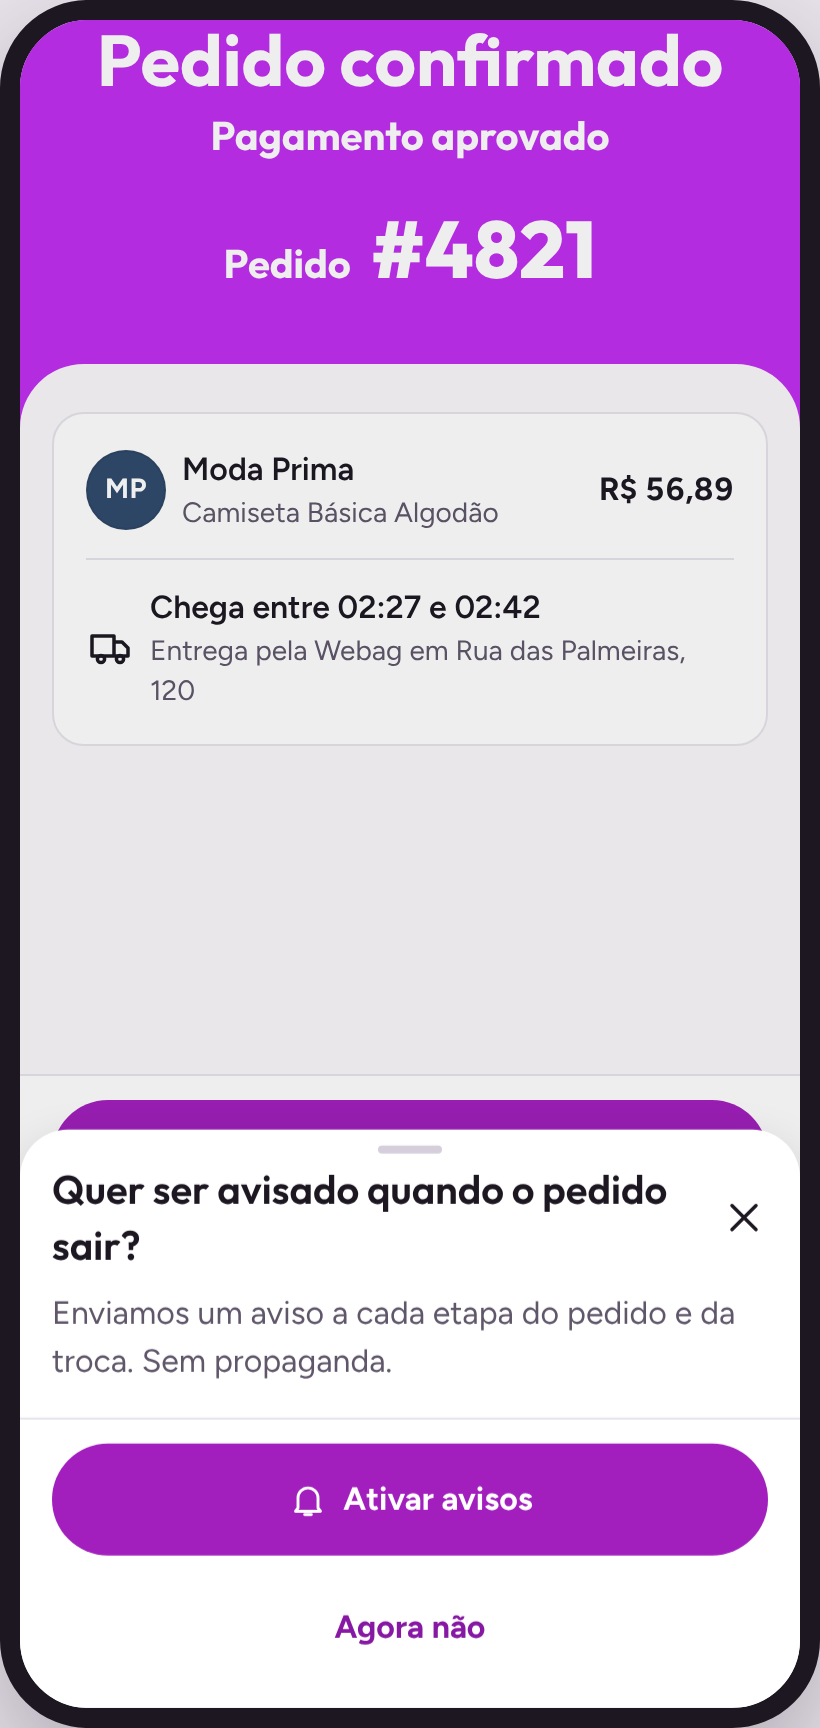 Pedido confirmado
Pagamento aprovado
Pedido #4821
MP
Moda Prima
Camiseta Básica Algodão
R$ 56,89
Chega entre 02:27 e 02:42
Entrega pela Webag em Rua das Palmeiras,
120
Quer ser avisado quando o pedido
sair?
Enviamos um aviso a cada etapa do pedido e da
troca. Sem propaganda.
Ativar avisos
Agora não